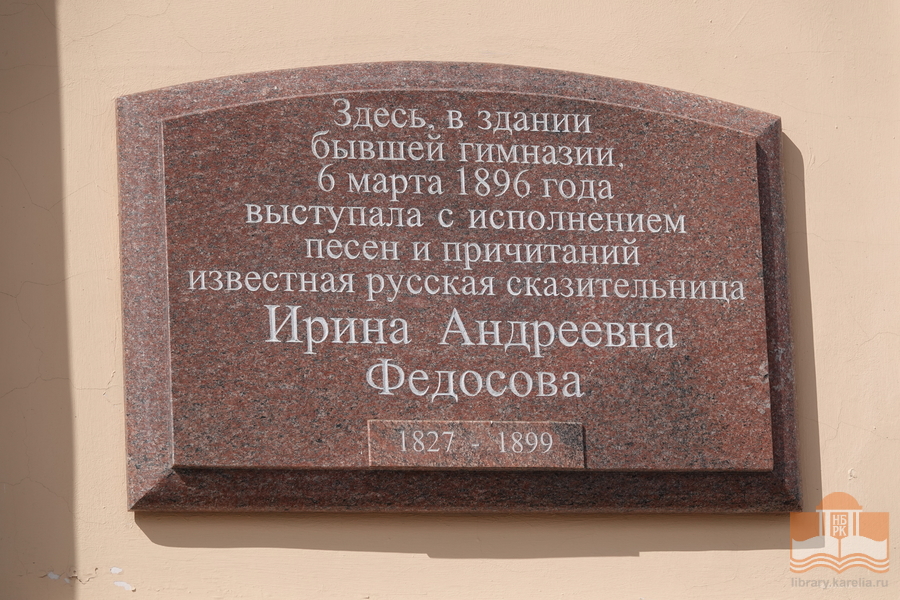 Здесь, в здании
бывшей гимназии,
6 марта 1896 года
выступала с исполнением
песен и причитаний
известная русская сказительница
Ирина Андреевна
Федосова
1827 - 1899
НБ
РК
library.karelia.ru